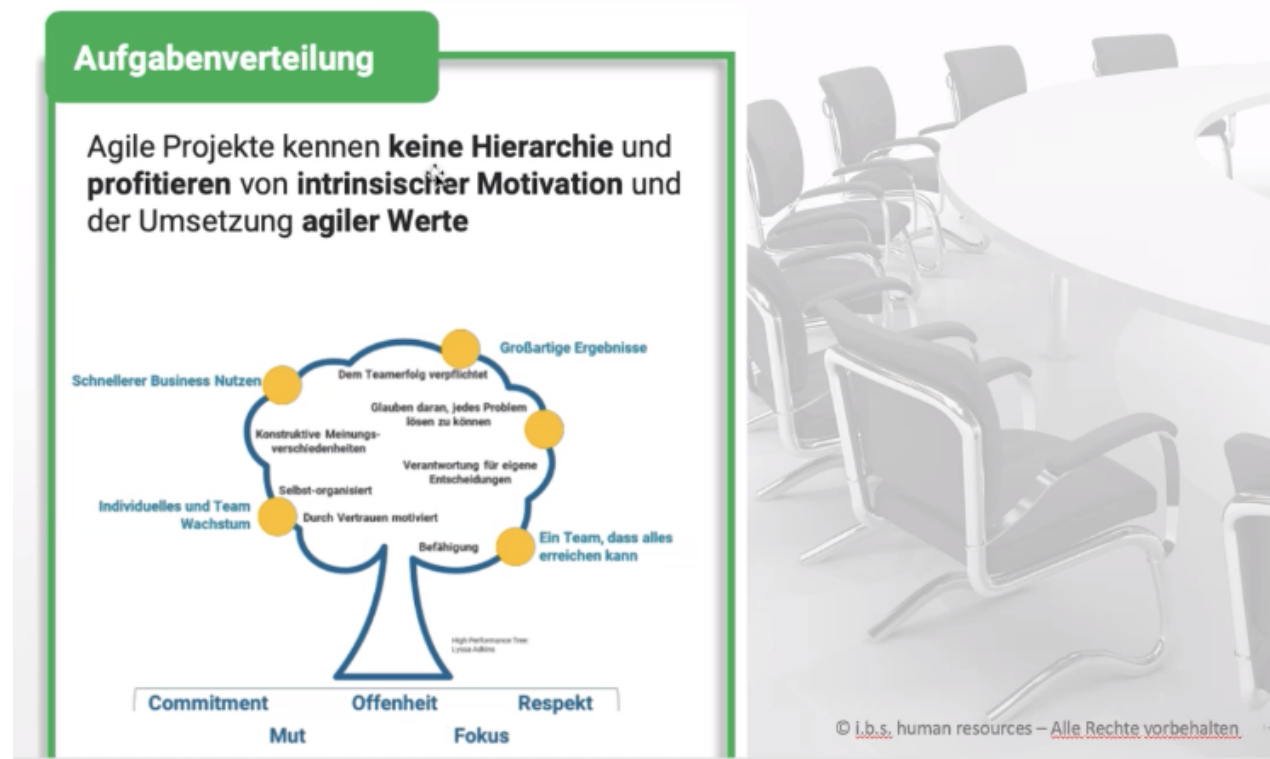 Aufgabenverteilung
Agile Projekte kennen keine Hierarchie und
profitieren von intrinsischer Motivation und
der Umsetzung agiler Werte
Großartige Ergebnisse
Schnellerer Business Nutzen
Dem Teamerfolg verpflichtet
Glauben daran, jedes Problem
lösen zu können
Konstruktive Meinungs-
verschiedenheiten
Verantwortung für eigene
Entscheidungen
Selbst-organisiert
Individuelles und Team
Wachstum
Durch Vertrauen motiviert
Befähigung
Ein Team, dass alles
erreichen kann
High Performance Tree:
Lyssa Adkins
Commitment Offenheit Respekt
Mut Fokus
© i.b.s. human resources – Alle Rechte vorbehalten